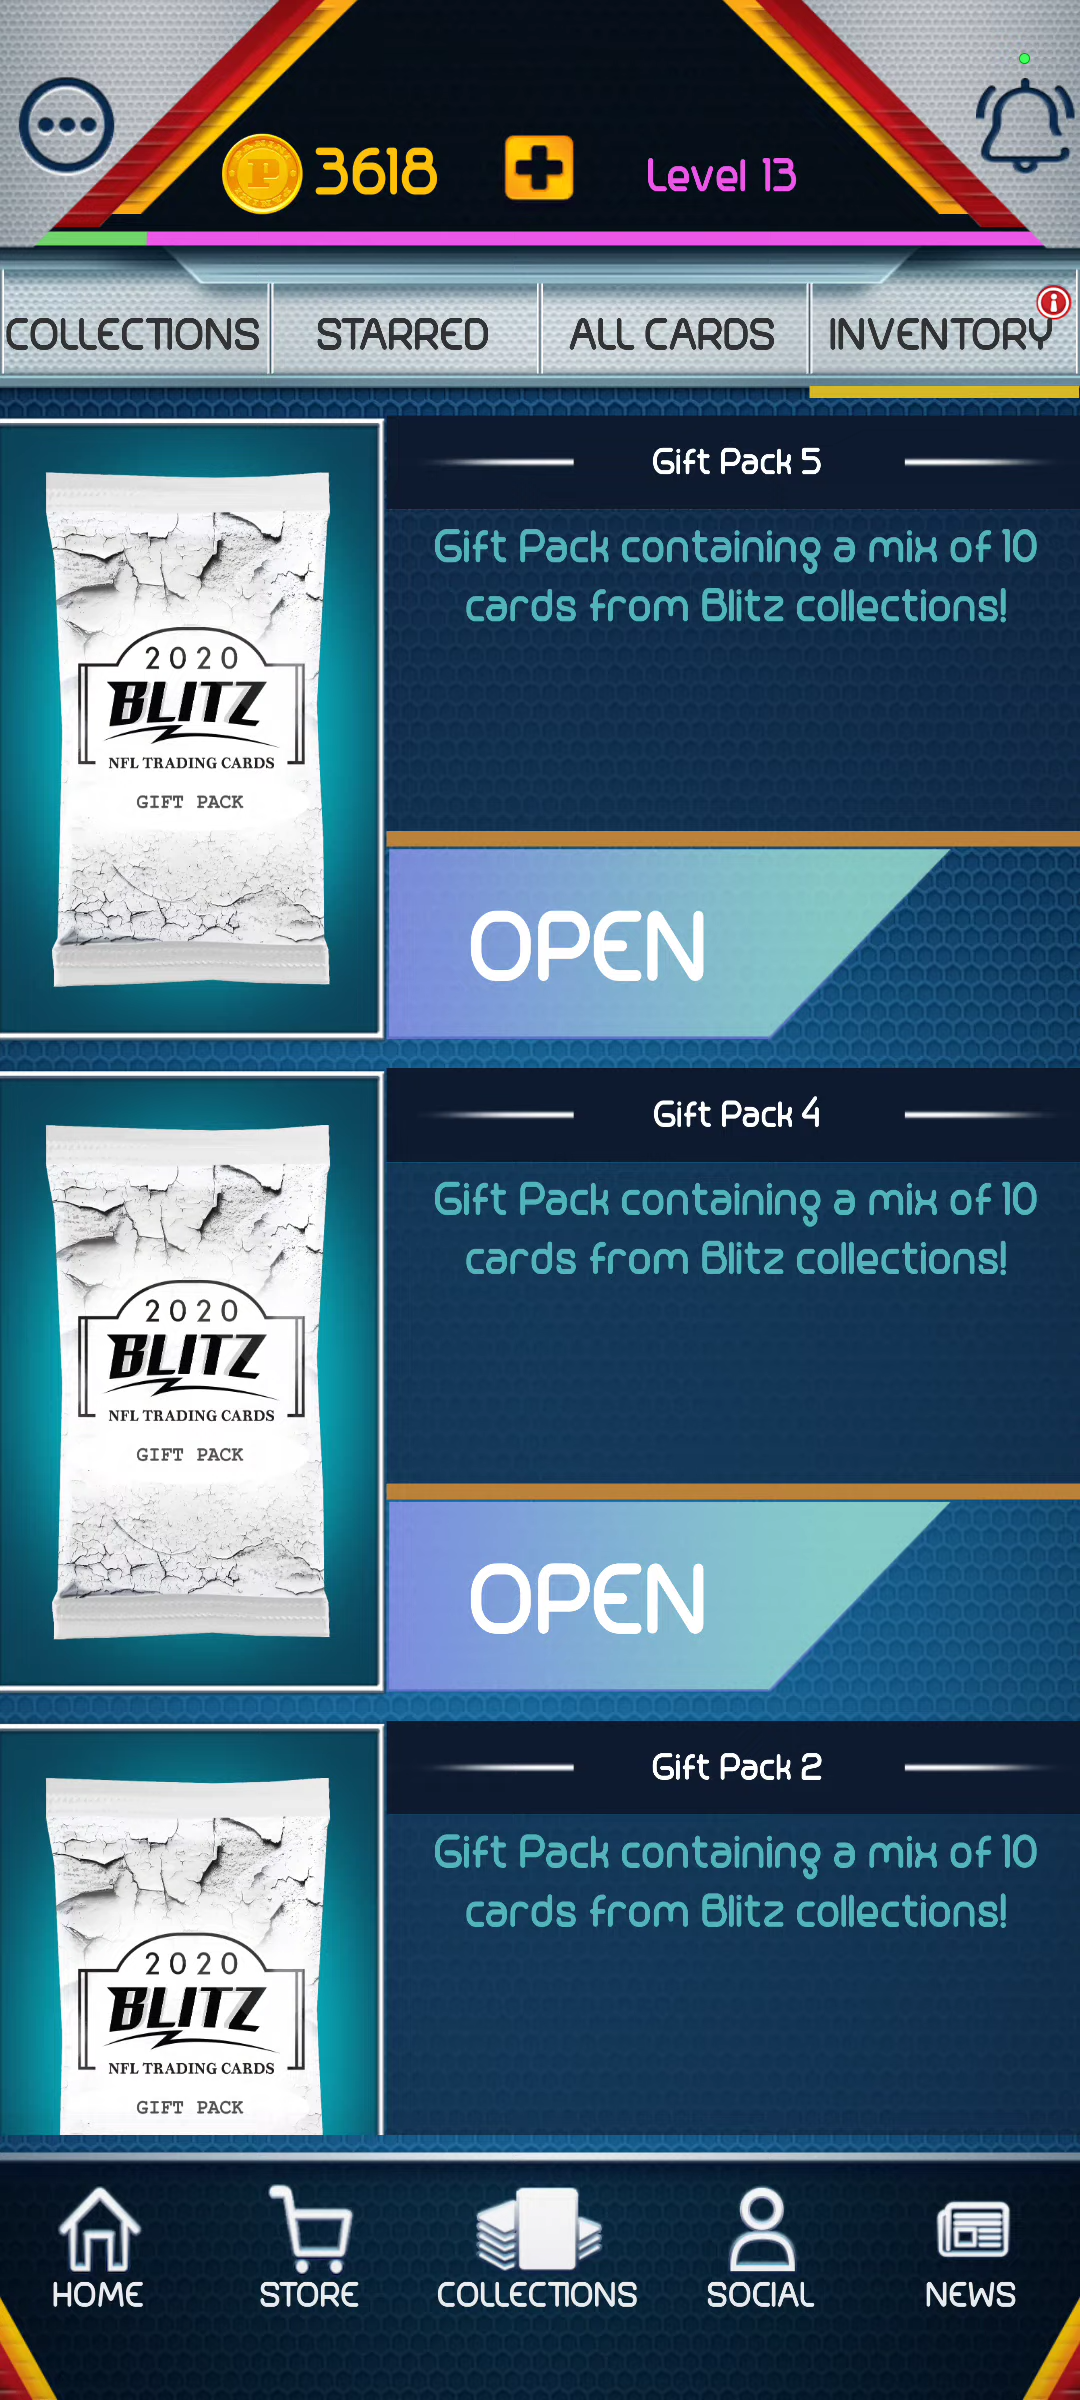 3618
Level 13
COLLECTIONS
STARRED
ALL CARDS
INVENTORY
Gift Pack 5
Gift Pack containing a mix of 10
cards from Blitz collections!
2020
BLITZ
NFL TRADING CARDS
GIFT PACK
OPEN
Gift Pack 4
Gift Pack containing a mix of 10
cards from Blitz collections!
2020
BLITZ
NFL TRADING CARDS
GIFT PACK
OPEN
Gift Pack 2
Gift Pack containing a mix of 10
cards from Blitz collections!
2020
BLITZ
NFL TRADING CARDS
GIFT PACK
HOME
STORE
COLLECTIONS
SOCIAL
NEWS